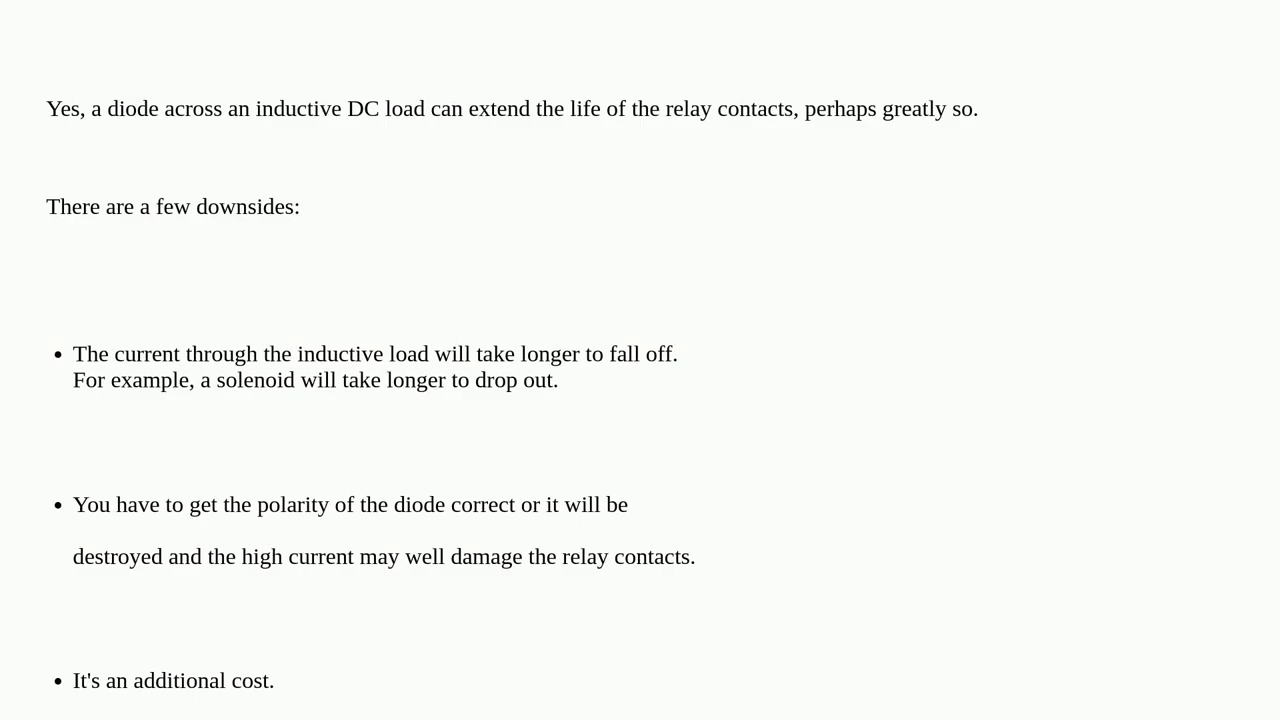 Yes, a diode across an inductive DC load can extend the life of the relay contacts, perhaps greatly so.
There are a few downsides:
• The current through the inductive load will take longer to fall off.
For example, a solenoid will take longer to drop out.
• You have to get the polarity of the diode correct or it will be
destroyed and the high current may well damage the relay contacts.
• It's an additional cost.